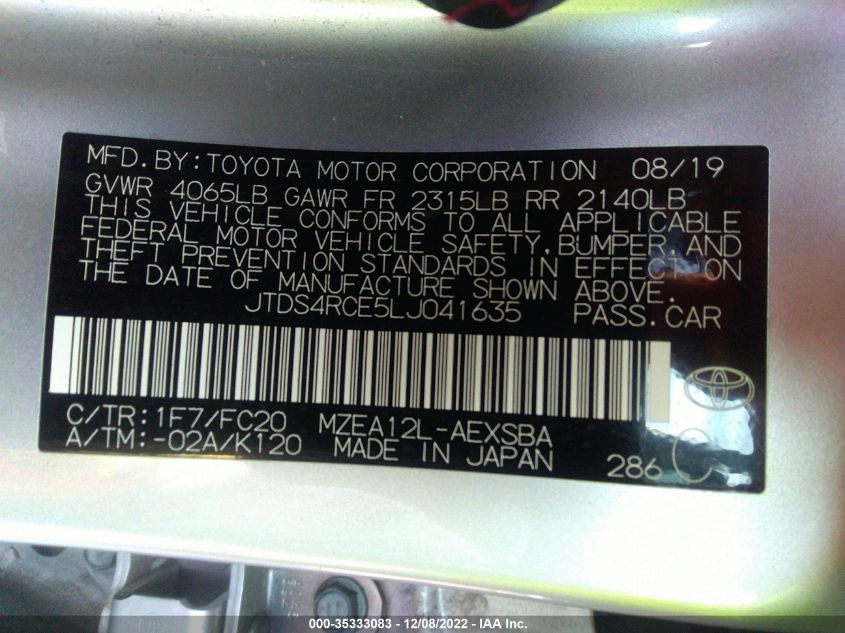 MFD.BY:TOYOTA MOTOR CORPORATION 08/19
GVWR 4065LB GAWR FR 2315LB RR 2140LB
THIS VEHICLE CONFORMS TO ALL APPLICABLE
FEDERAL MOTOR VEHICLE SAFETY,BUMPER,AND
THEFT PREVENTION STANDARDS IN EFFECT ON
THE DATE OF MANUFACTURE SHOWN ABOVE.
JTDS4RCE5LJ041635 PASS.CAR
C/TR:1F7/FC20 MZEA12L-AEXSBA
A/TM:-02A/K120 MADE IN JAPAN 286 C
000-35333083 - 12/08/2022 - IAA Inc.